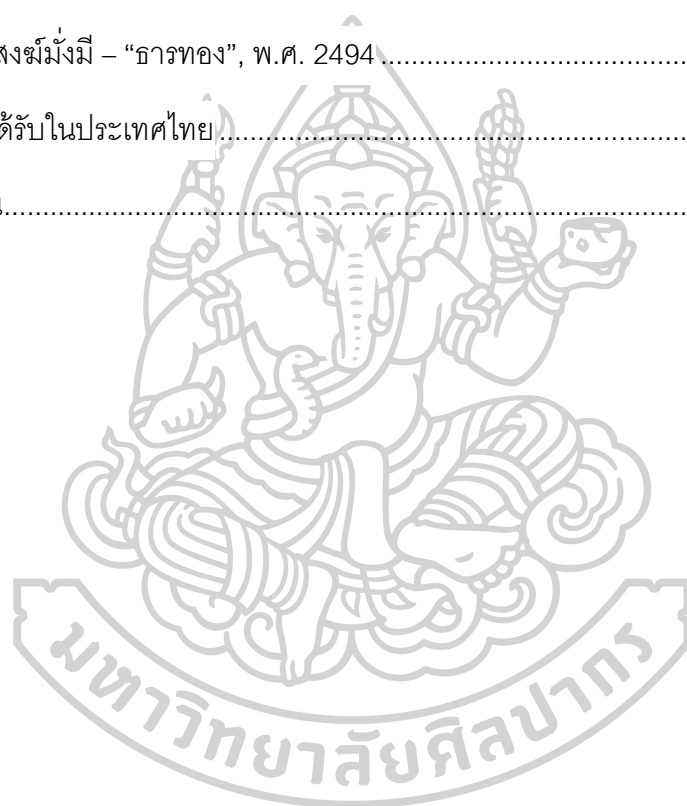 สงฆ์มั่งมี – “ธารทอง”, พ.ศ. 2494........................................
ด้รับในประเทศไทย.............................................................
น.........................................................................................
มหาวิทยาลัยศิลปากร